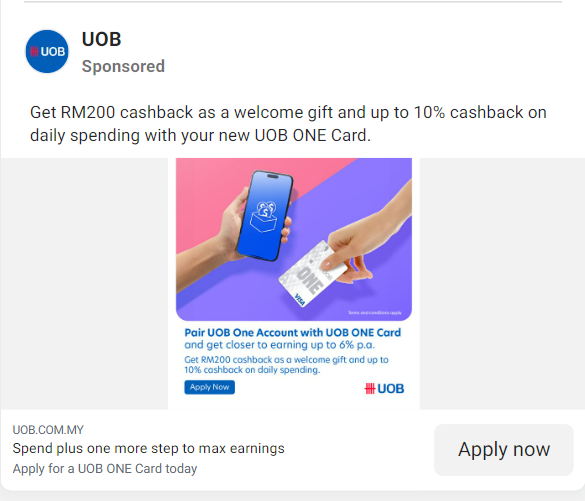 UOB
UOB
Sponsored
Get RM200 cashback as a welcome gift and up to 10% cashback on
daily spending with your new UOB ONE Card.
ONE
VISA
Terms and conditions apply.
Pair UOB One Account with UOB ONE Card
and get closer to earning up to 6% p.a.
Get RM200 cashback as a welcome gift and up to
10% cashback on daily spending.
Apply Now
UOB
UOB.COM.MY
Spend plus one more step to max earnings
Apply for a UOB ONE Card today
Apply now